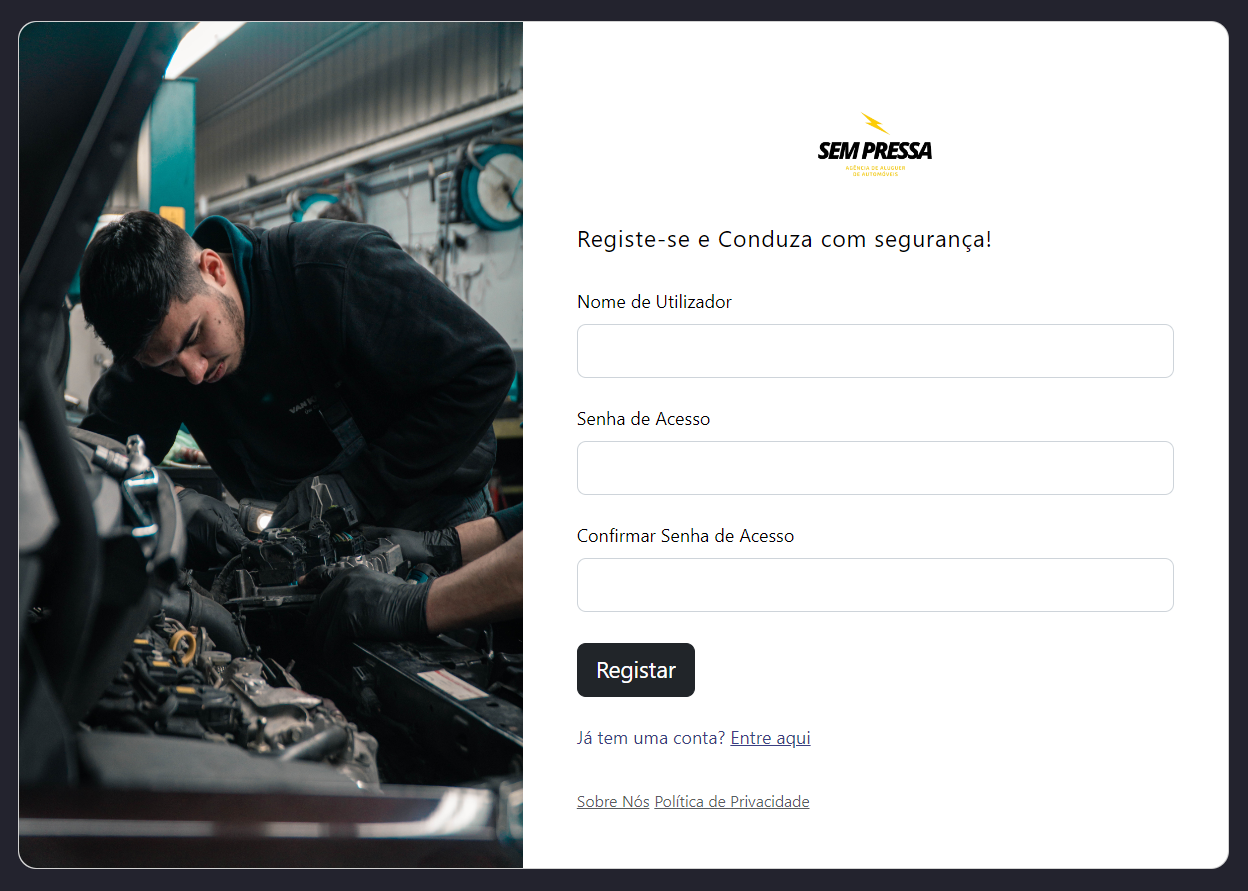 SEM PRESSA
AGÊNCIA DE ALUGUER
DE AUTOMÓVEIS
Registe-se e Conduza com segurança!
Nome de Utilizador
Senha de Acesso
Confirmar Senha de Acesso
Registar
Já tem uma conta? Entre aqui
Sobre Nós Política de Privacidade